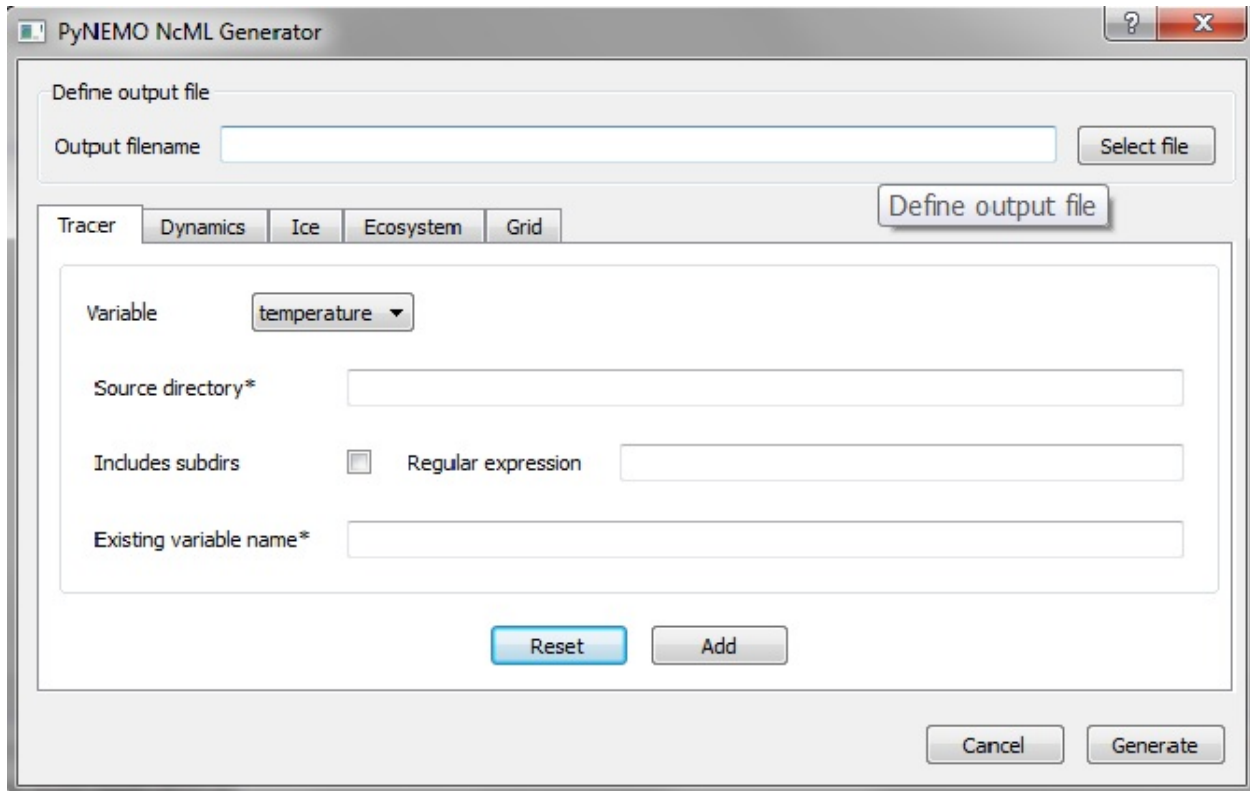 PyNEMO NcML Generator
?
X
Define output file
Output filename
Select file
Define output file
Tracer Dynamics Ice Ecosystem Grid
Variable temperature
Source directory*
Includes subdirs Regular expression
Existing variable name*
Reset Add
Cancel Generate